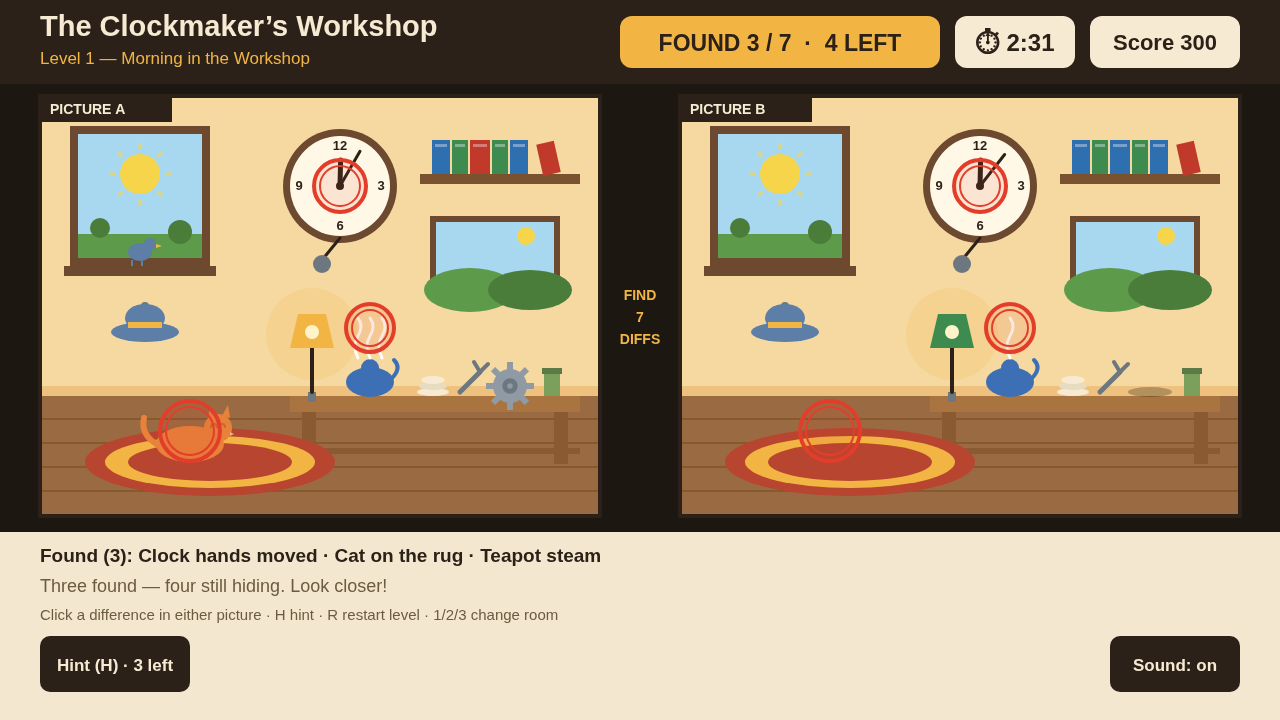 The Clockmaker’s Workshop
Level 1 — Morning in the Workshop
FOUND 3 / 7 · 4 LEFT
2:31
Score 300
PICTURE A
12
9
3
6
PICTURE B
12
9
3
6
FIND
7
DIFFS
Found (3): Clock hands moved · Cat on the rug · Teapot steam
Three found — four still hiding. Look closer!
Click a difference in either picture · H hint · R restart level · 1/2/3 change room
Hint (H) · 3 left
Sound: on